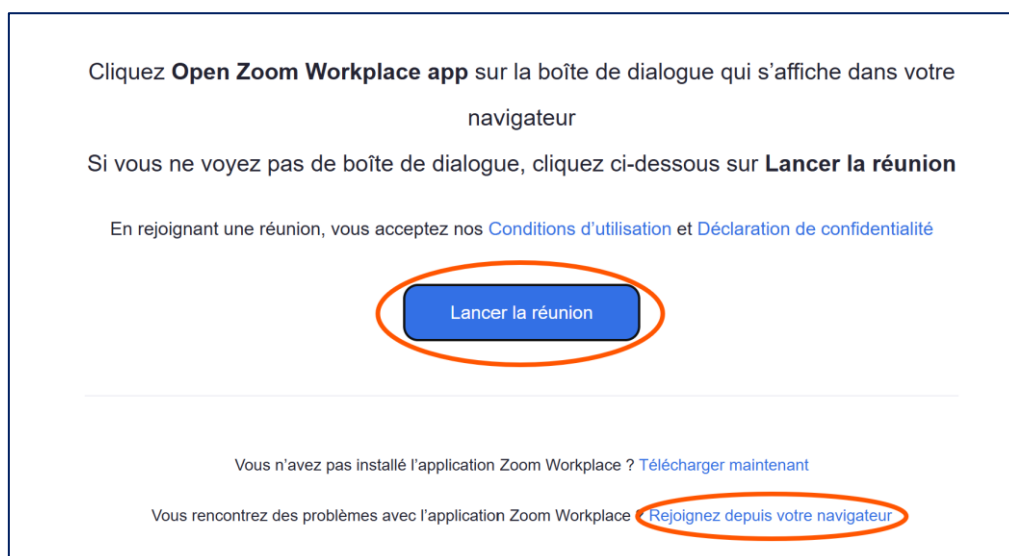 Cliquez Open Zoom Workplace app sur la boîte de dialogue qui s’affiche dans votre
navigateur
Si vous ne voyez pas de boîte de dialogue, cliquez ci-dessous sur Lancer la réunion
En rejoignant une réunion, vous acceptez nos Conditions d’utilisation et Déclaration de confidentialité
Lancer la réunion
Vous n’avez pas installé l’application Zoom Workplace ? Télécharger maintenant
Vous rencontrez des problèmes avec l’application Zoom Workplace ? Rejoignez depuis votre navigateur